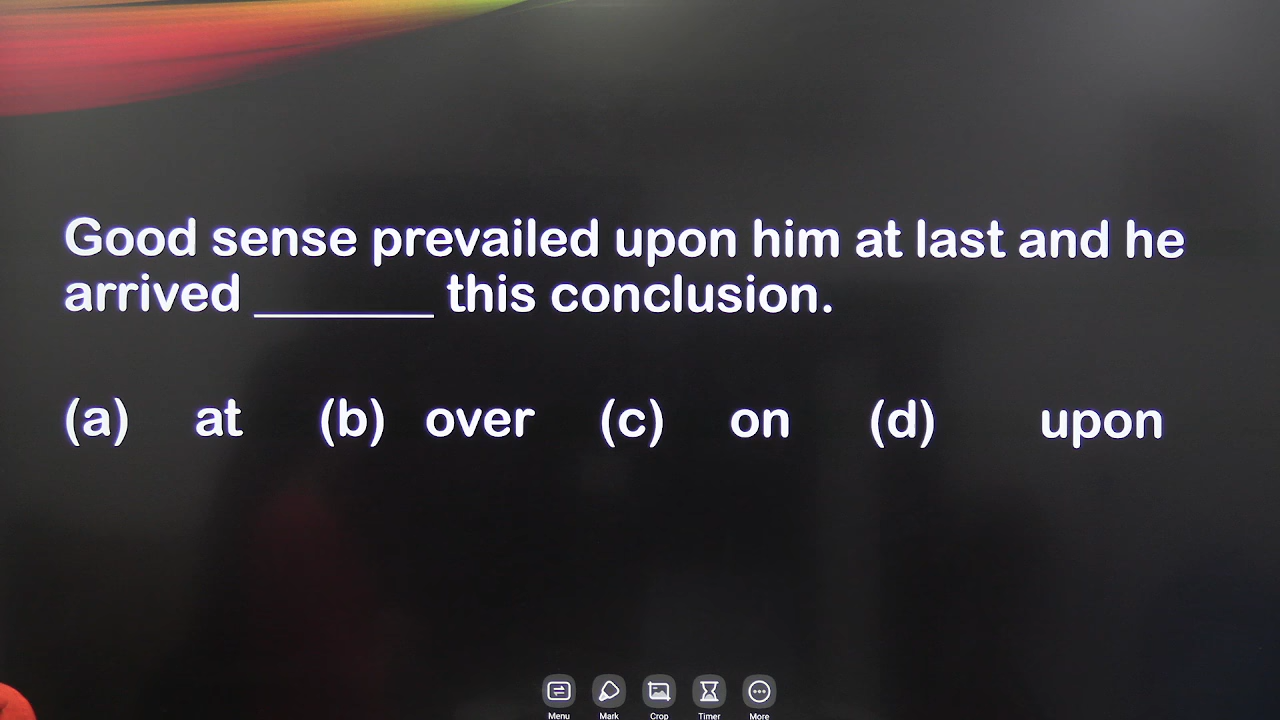 Good sense prevailed upon him at last and he
arrived _______ this conclusion.
(a) at (b) over (c) on (d) upon
Menu Mark Crop Timer More